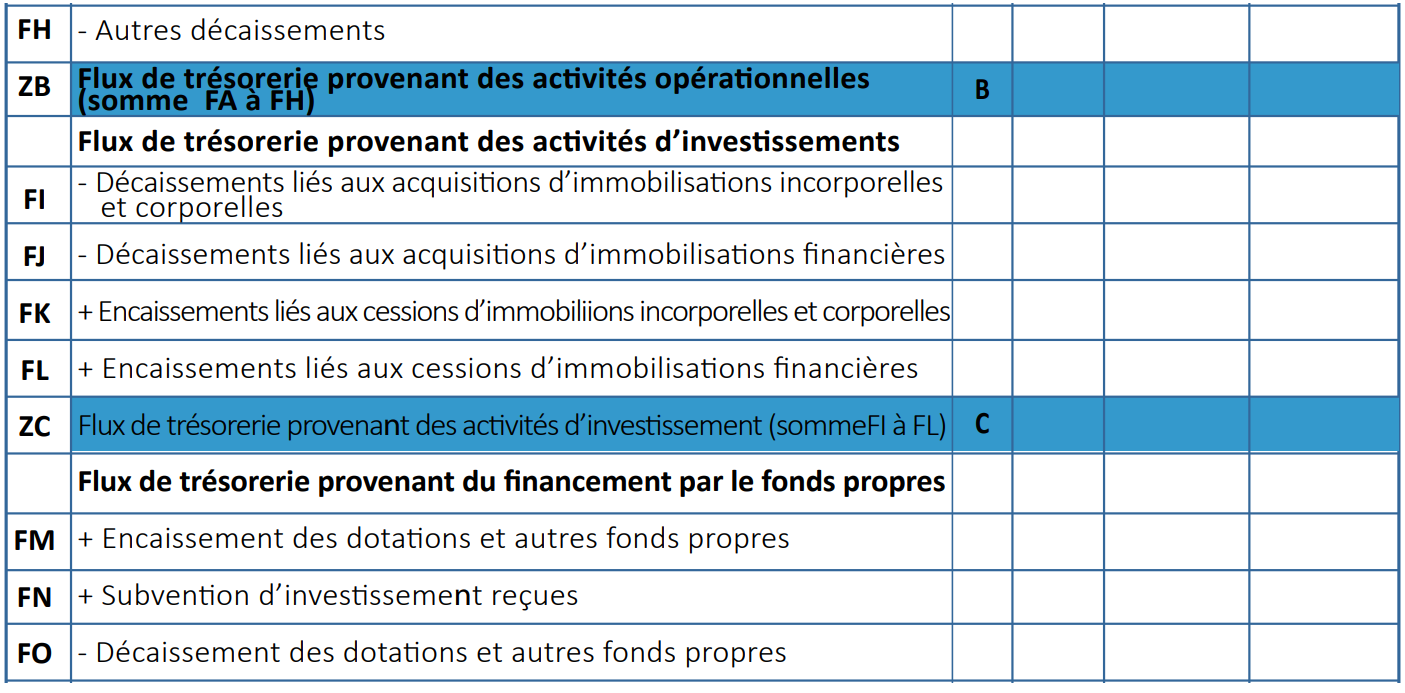 FH - Autres décaissements
ZB Flux de trésorerie provenant des activités opérationnelles B
(somme FA à FH)
Flux de trésorerie provenant des activités d’investissements
FI - Décaissements liés aux acquisitions d’immobilisations incorporelles
et corporelles
FJ - Décaissements liés aux acquisitions d’immobilisations financières
FK + Encaissements liés aux cessions d’immobiliions incorporelles et corporelles
FL + Encaissements liés aux cessions d’immobilisations financières
ZC Flux de trésorerie provenant des activités d’investissement (sommeFI à FL) C
Flux de trésorerie provenant du financement par le fonds propres
FM + Encaissement des dotations et autres fonds propres
FN + Subvention d’investissement reçues
FO - Décaissement des dotations et autres fonds propres